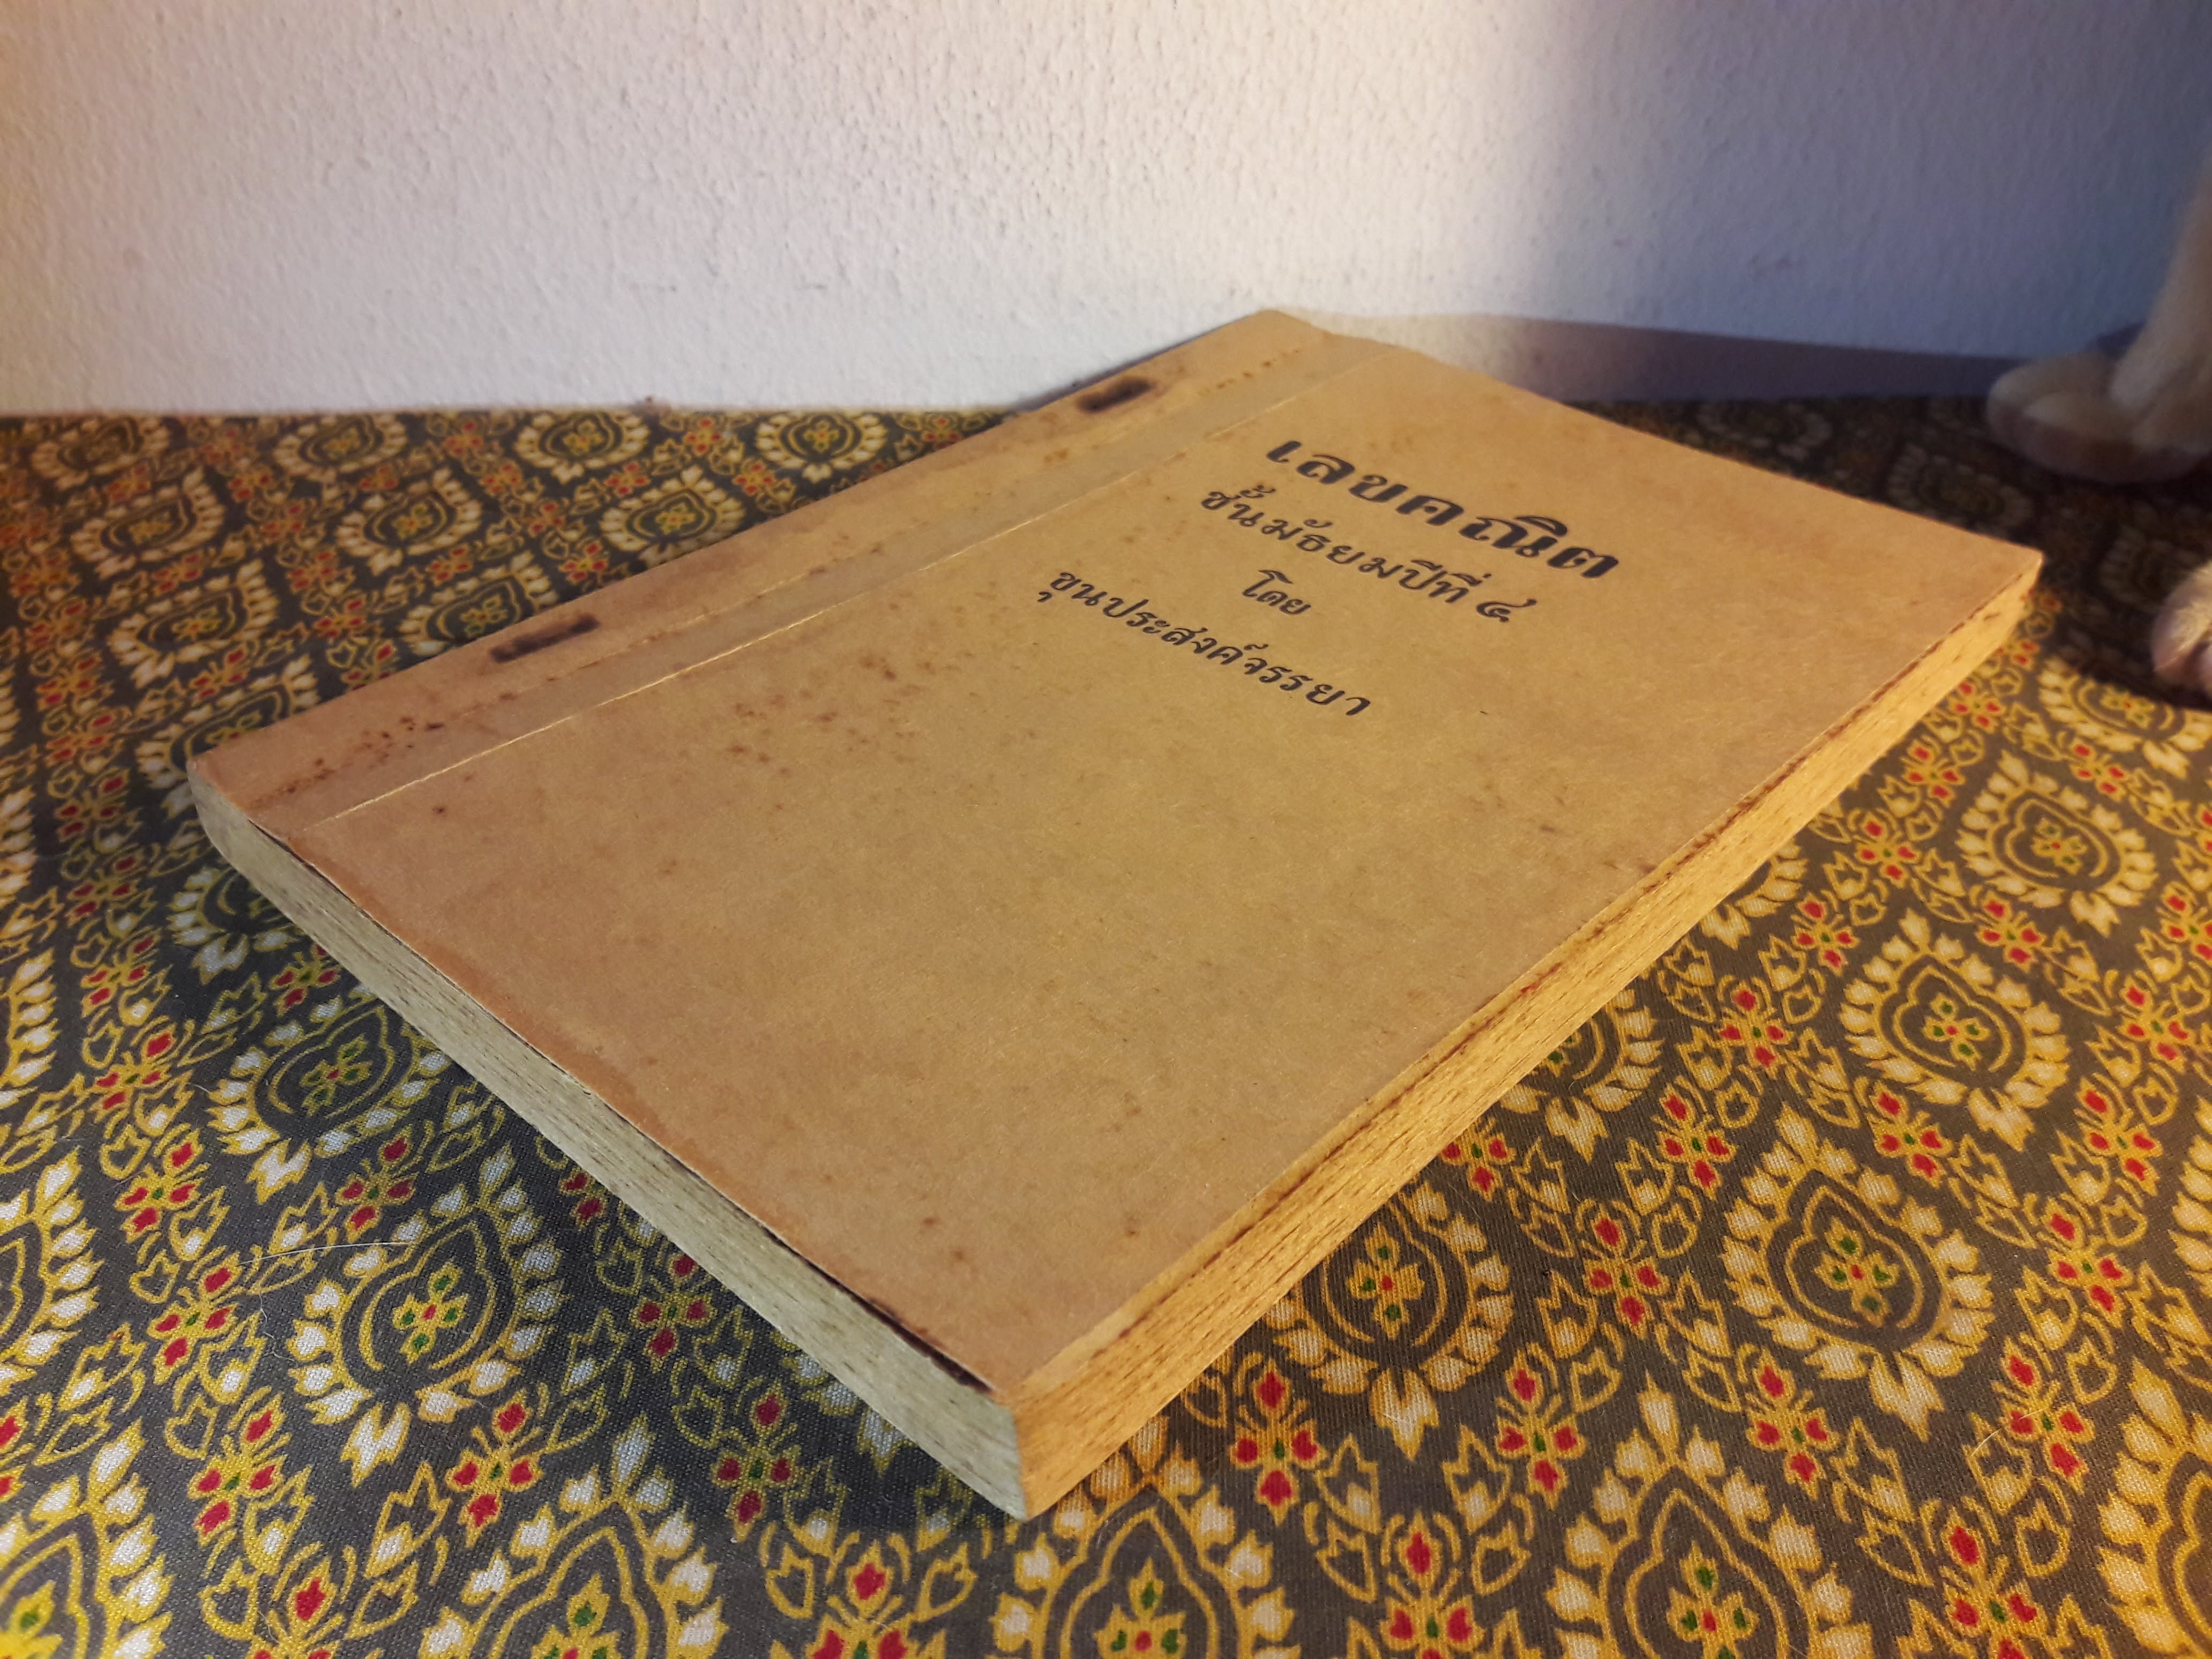 เลขคณิต
ชั้นมัธยมปีที่ ๔
โดย
ขุนประสงค์จรรยา